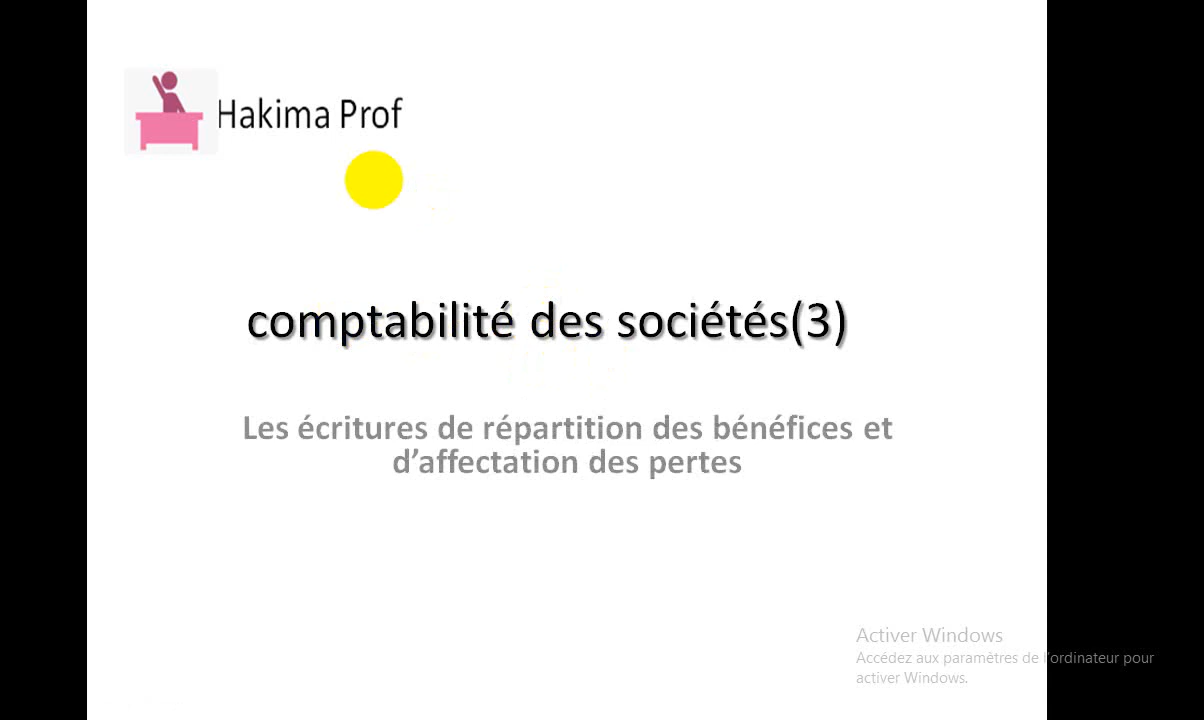 Hakima Prof
comptabilité des sociétés(3)
Les écritures de répartition des bénéfices et
d’affectation des pertes
Activer Windows
Accédez aux paramètres de l'ordinateur pour
activer Windows.